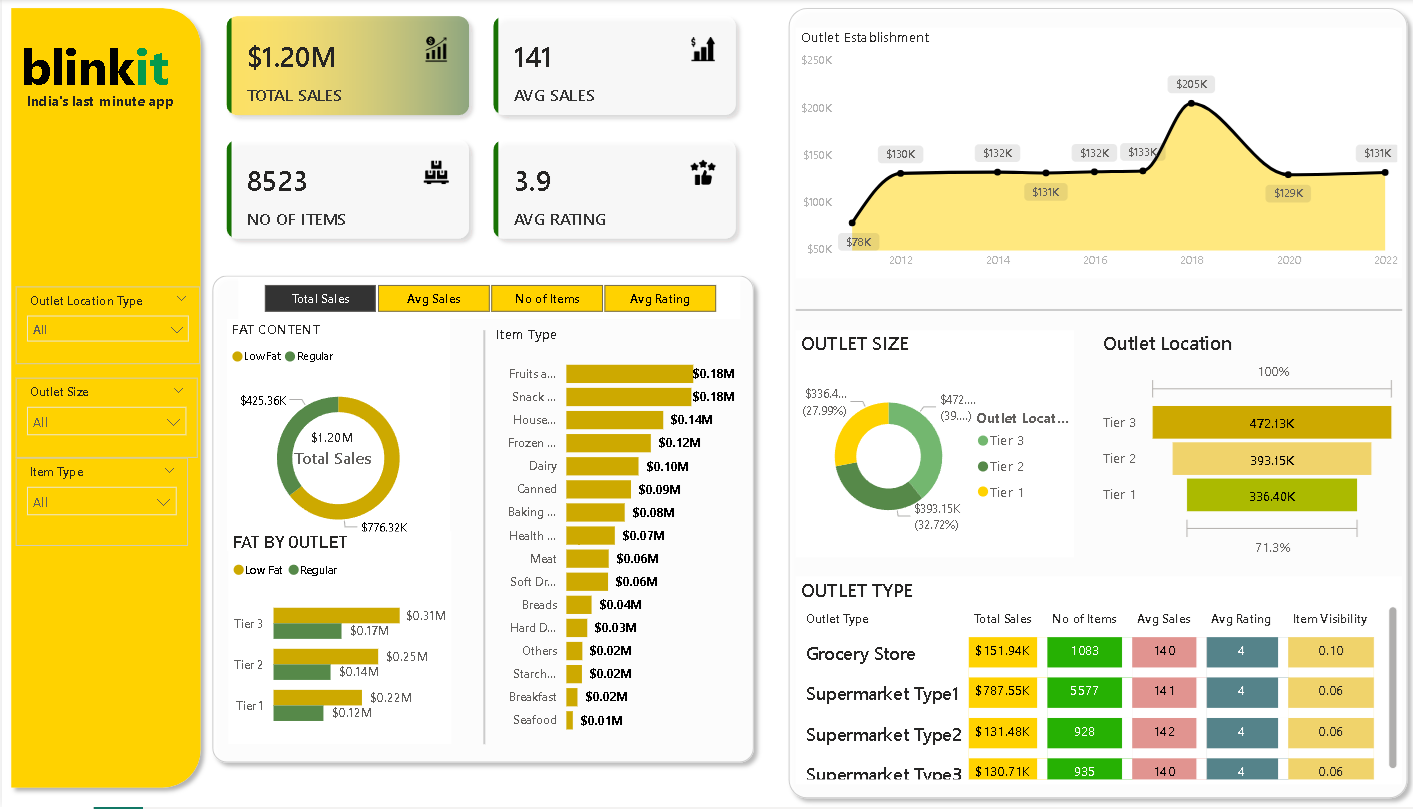 blinkit
India's last minute app
Outlet Location Type
All
Outlet Size
All
Item Type
All
$1.20M
TOTAL SALES
141
AVG SALES
8523
NO OF ITEMS
3.9
AVG RATING
Total Sales
Avg Sales
No of Items
Avg Rating
FAT CONTENT
Low Fat Regular
$425.36K
$1.20M
Total Sales
$776.32K
FAT BY OUTLET
Low Fat Regular
Tier 3 $0.31M
$0.17M
Tier 2 $0.25M
$0.14M
Tier 1 $0.22M
$0.12M
Item Type
Fruits a... $0.18M
Snack ... $0.18M
House... $0.14M
Frozen ... $0.12M
Dairy $0.10M
Canned $0.09M
Baking ... $0.08M
Health ... $0.07M
Meat $0.06M
Soft Dr... $0.06M
Breads $0.04M
Hard D... $0.03M
Others $0.02M
Starch... $0.02M
Breakfast $0.02M
Seafood $0.01M
Outlet Establishment
$250K
$200K
$150K
$100K
$50K
$78K
$130K
$132K
$131K
$132K
$133K
$205K
$129K
$131K
2012 2014 2016 2018 2020 2022
OUTLET SIZE
$336.4...
(27.99%)
$472....
(39....)
$393.15K
(32.72%)
Outlet Locat...
Tier 3
Tier 2
Tier 1
Outlet Location
100%
Tier 3 472.13K
Tier 2 393.15K
Tier 1 336.40K
71.3%
OUTLET TYPE
Outlet Type Total Sales No of Items Avg Sales Avg Rating Item Visibility
Grocery Store $151.94K 1083 140 4 0.10
Supermarket Type1 $787.55K 5577 141 4 0.06
Supermarket Type2 $131.48K 928 142 4 0.06
Supermarket Type3 $130.71K 935 140 4 0.06